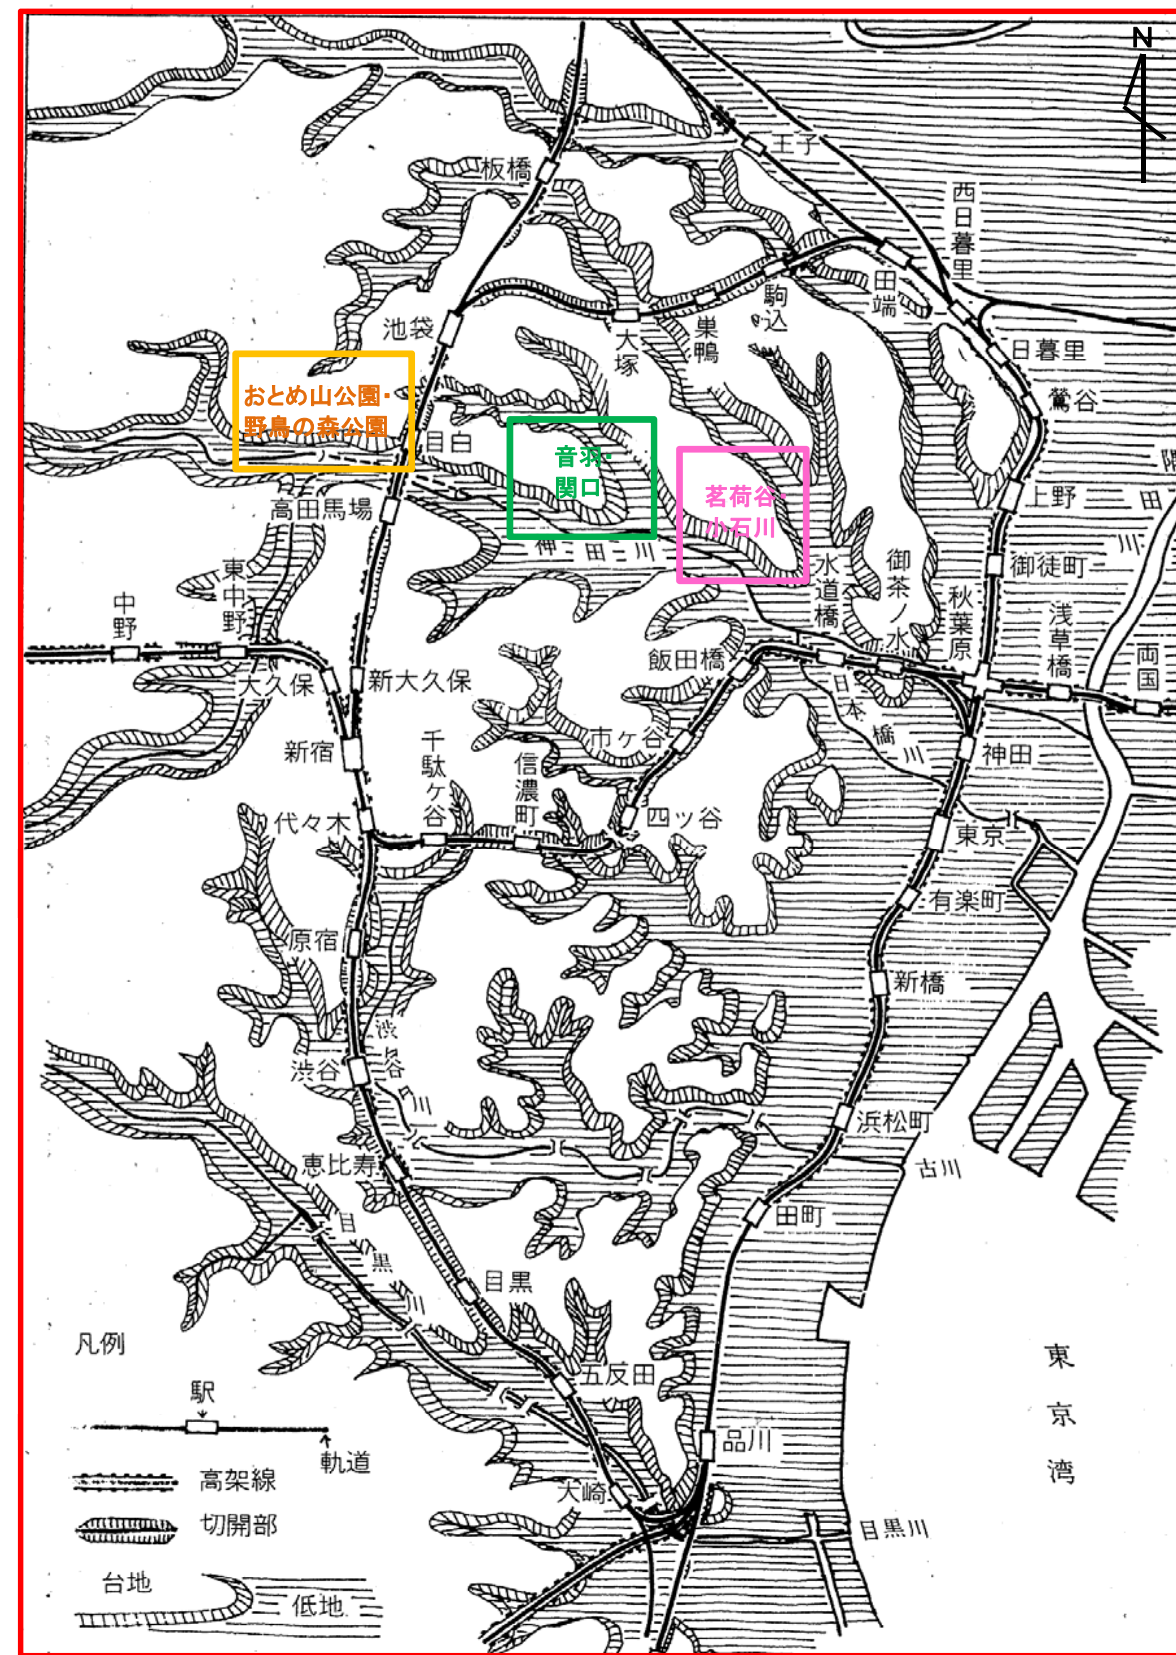 N
王子
板橋
西日暮里
田端
駒込
巣鴨
大塚
池袋
日暮里
鶯谷
おとめ山公園・
野鳥の森公園
目白
音羽・
関口
茗荷谷・
小石川
上野
隅田川
高田馬場
神田川
御徒町
水道橋
御茶ノ水
秋葉原
浅草橋
両国
中野
東中野
大久保
新大久保
飯田橋
日本橋川
市ヶ谷
新宿
千駄ヶ谷
信濃町
神田
代々木
四ッ谷
東京
有楽町
原宿
新橋
渋谷
渋谷川
浜松町
恵比寿
古川
田町
目黒川
目黒
凡例
五反田
東京湾
駅
軌道
品川
高架線
大崎
切開部
目黒川
台地
低地